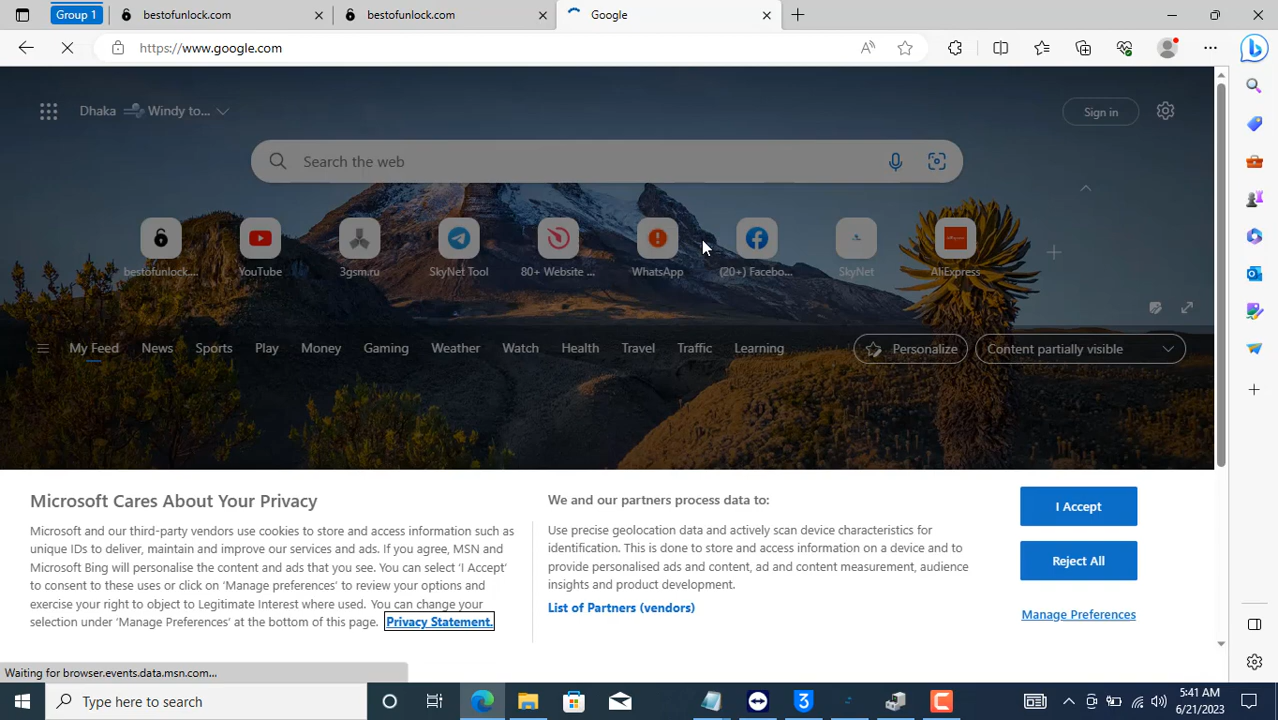 Group 1
bestofunlock.com
bestofunlock.com
Google
https://www.google.com
Dhaka
Windy to...
Sign in
Search the web
bestofunlock....
YouTube
3gsm.ru
SkyNet Tool
80+ Website ...
WhatsApp
(20+) Facebo...
SkyNet
AliExpress
My Feed
News
Sports
Play
Money
Gaming
Weather
Watch
Health
Travel
Traffic
Learning
Personalize
Content partially visible
Microsoft Cares About Your Privacy
Microsoft and our third-party vendors use cookies to store and access information such as
unique IDs to deliver, maintain and improve our services and ads. If you agree, MSN and
Microsoft Bing will personalise the content and ads that you see. You can select 'I Accept'
to consent to these uses or click on 'Manage preferences' to review your options and
exercise your right to object to Legitimate Interest where used. You can change your
selection under 'Manage Preferences' at the bottom of this page. Privacy Statement.
We and our partners process data to:
Use precise geolocation data and actively scan device characteristics for
identification. This is done to store and access information on a device and to
provide personalised ads and content, ad and content measurement, audience
insights and product development.
List of Partners (vendors)
I Accept
Reject All
Manage Preferences
Waiting for browser.events.data.msn.com...
Type here to search
5:41 AM
6/21/2023